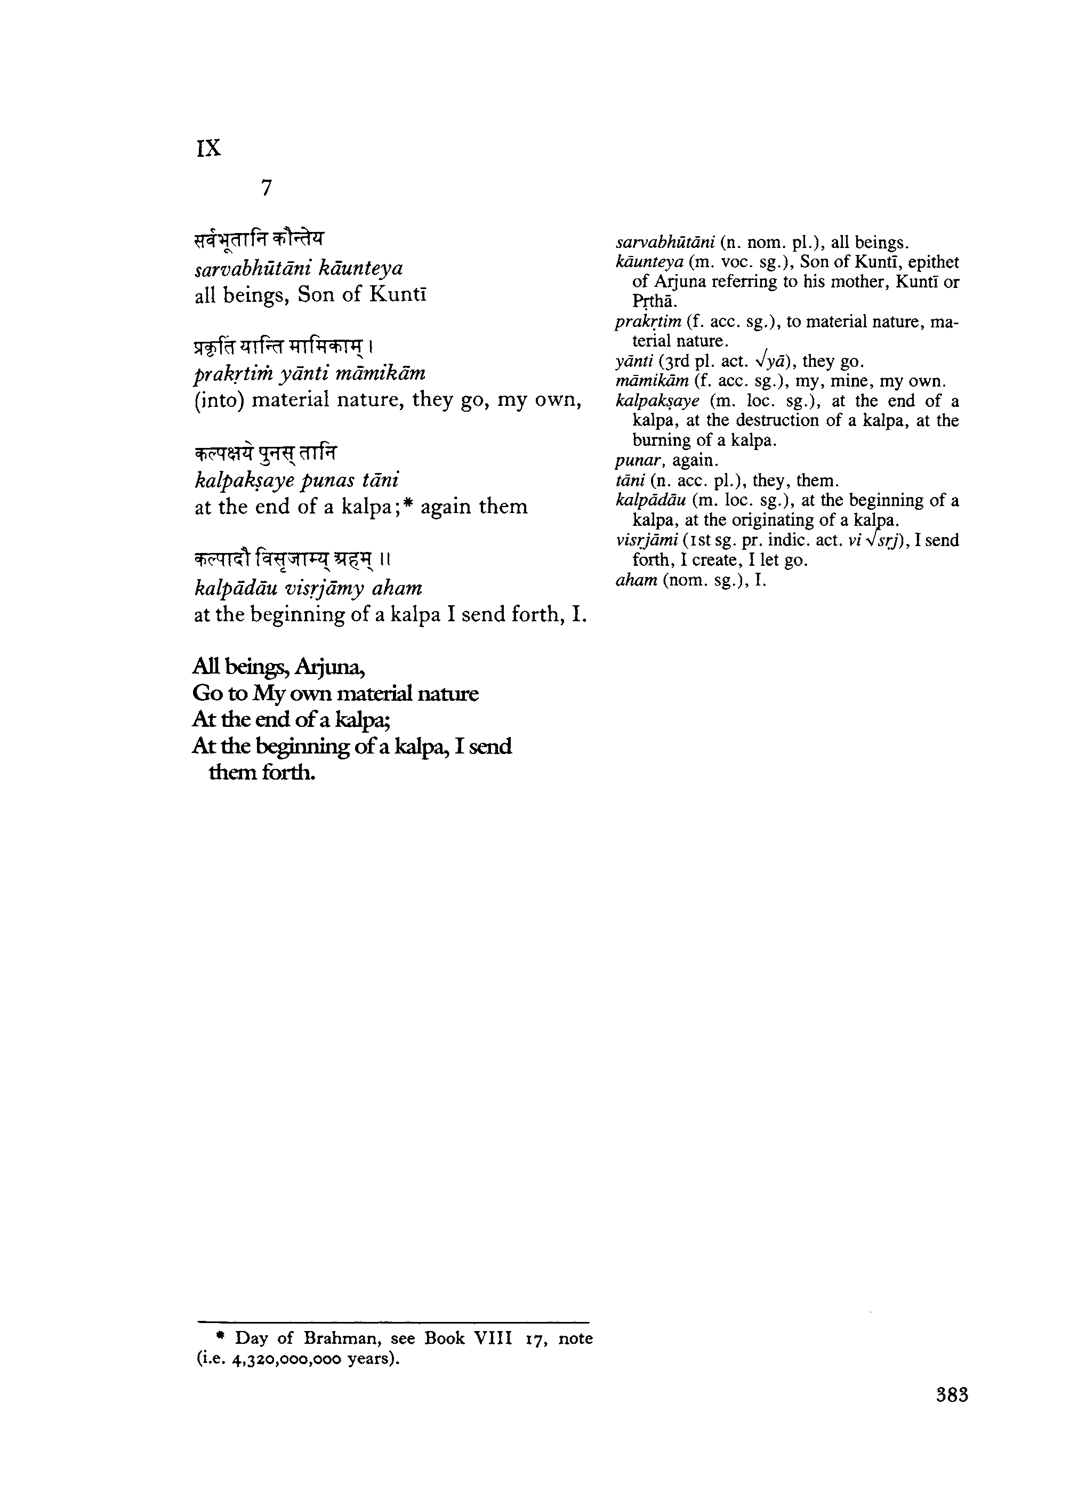 IX
7
सर्वभूतानि कौन्तेय
sarvabhūtāni kāunteya
all beings, Son of Kuntī
प्रकृतिं यान्ति मामिकाम् ।
prakṛtiṁ yānti māmikām
(into) material nature, they go, my own,
कल्पक्षये पुनस् तानि
kalpakṣaye punas tāni
at the end of a kalpa;* again them
कल्पादौ विसृजाम्य् अहम् ॥
kalpādāu visṛjāmy aham
at the beginning of a kalpa I send forth, I.
All beings, Arjuna,
Go to My own material nature
At the end of a kalpa;
At the beginning of a kalpa, I send
them forth.
sarvabhūtāni (n. nom. pl.), all beings.
kāunteya (m. voc. sg.), Son of Kuntī, epithet
of Arjuna referring to his mother, Kuntī or
Pṛthā.
prakṛtim (f. acc. sg.), to material nature, ma-
terial nature.
yānti (3rd pl. act. √yā), they go.
māmikām (f. acc. sg.), my, mine, my own.
kalpakṣaye (m. loc. sg.), at the end of a
kalpa, at the destruction of a kalpa, at the
burning of a kalpa.
punar, again.
tāni (n. acc. pl.), they, them.
kalpādāu (m. loc. sg.), at the beginning of a
kalpa, at the originating of a kalpa.
visṛjāmi (1st sg. pr. indic. act. vi √sṛj), I send
forth, I create, I let go.
aham (nom. sg.), I.
* Day of Brahman, see Book VIII 17, note
(i.e. 4,320,000,000 years).
383